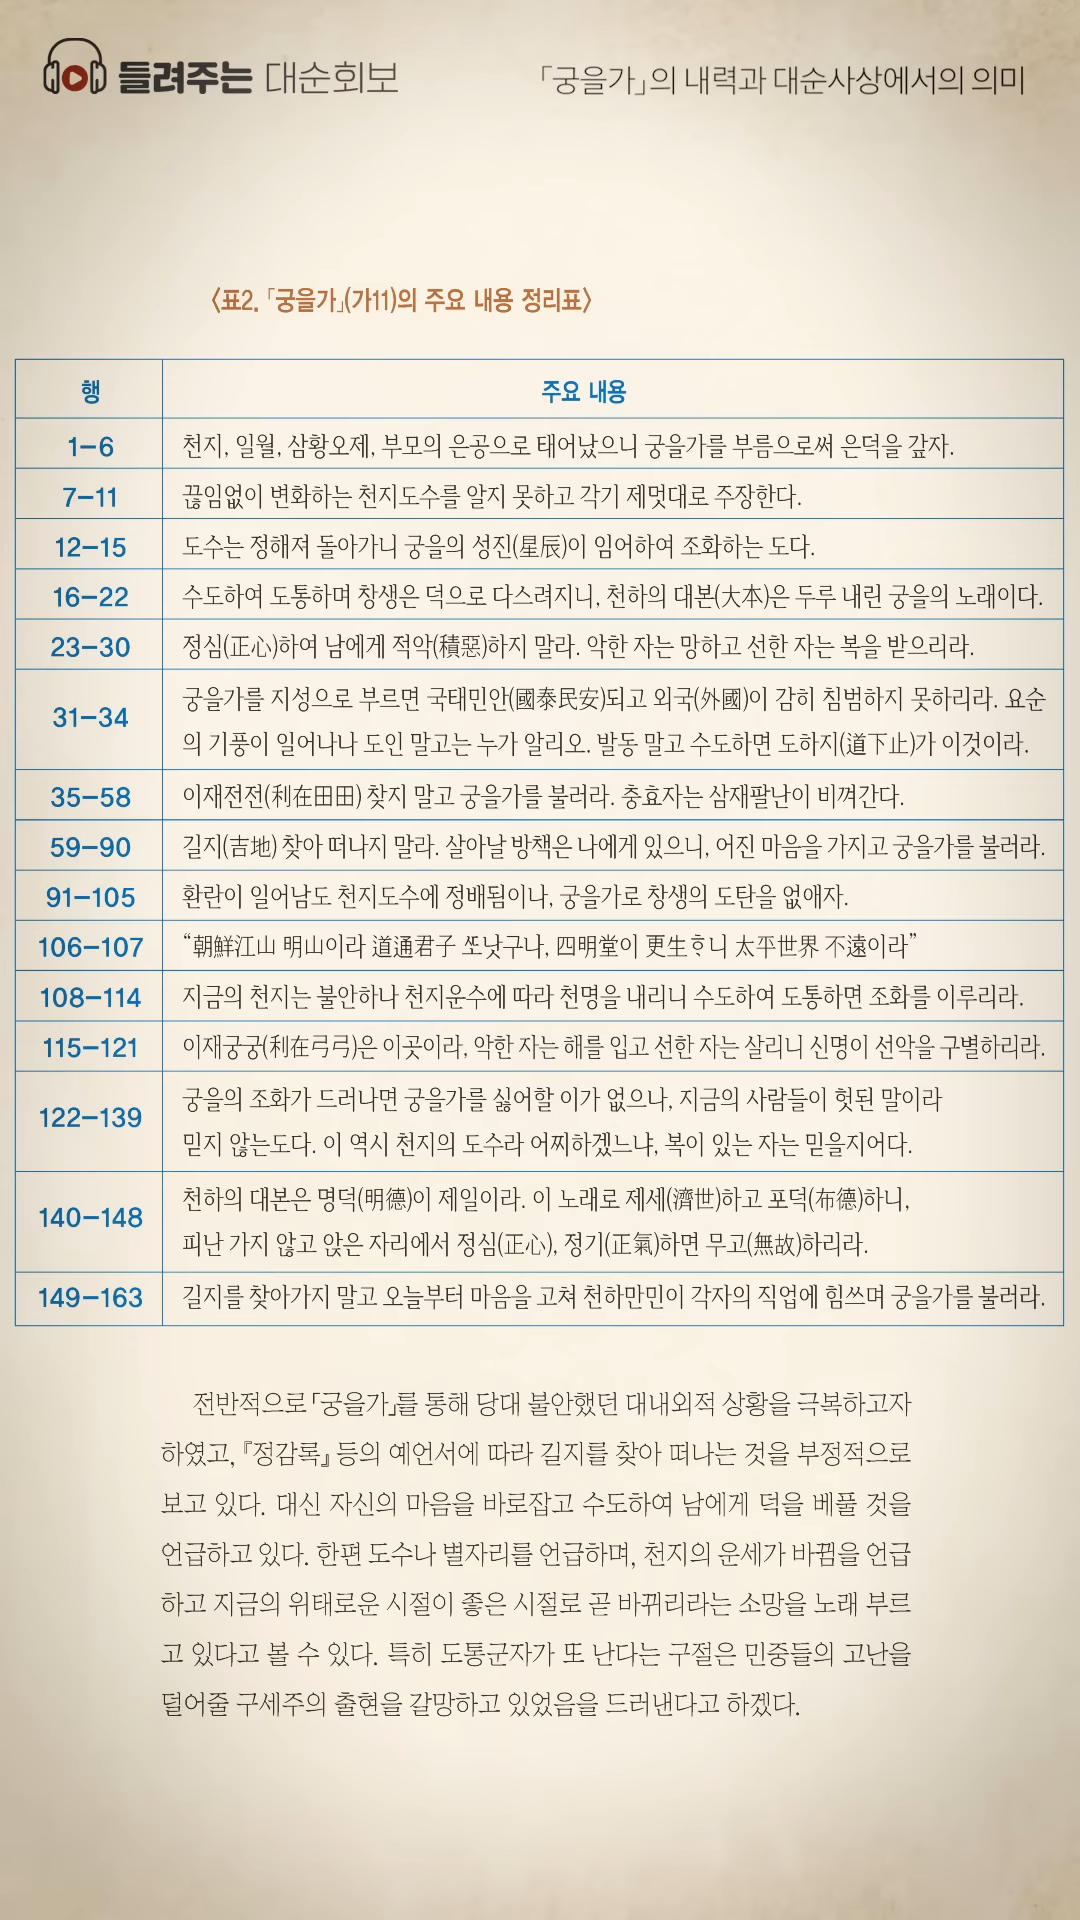 들려주는 대순회보
「궁을가」의 내력과 대순사상에서의 의미
〈표2. 「궁을가」(가11)의 주요 내용 정리표〉
행 주요 내용
1–6 천지, 일월, 삼황오제, 부모의 은공으로 태어났으니 궁을가를 부름으로써 은덕을 갚자.
7–11 끊임없이 변화하는 천지도수를 알지 못하고 각기 제멋대로 주장한다.
12–15 도수는 정해져 돌아가니 궁을의 성진(星辰)이 임어하여 조화하는 도다.
16–22 수도하여 도통하며 창생은 덕으로 다스려지니, 천하의 대본(大本)은 두루 내린 궁을의 노래이다.
23–30 정심(正心)하여 남에게 적악(積惡)하지 말라. 악한 자는 망하고 선한 자는 복을 받으리라.
31–34 궁을가를 지성으로 부르면 국태민안(國泰民安)되고 외국(外國)이 감히 침범하지 못하리라. 요순
의 기풍이 일어나나 도인 말고는 누가 알리오. 발동 말고 수도하면 도하지(道下止)가 이것이라.
35–58 이재전전(利在田田) 찾지 말고 궁을가를 불러라. 충효자는 삼재팔난이 비껴간다.
59–90 길지(吉地) 찾아 떠나지 말라. 살아날 방책은 나에게 있으니, 어진 마음을 가지고 궁을가를 불러라.
91–105 환란이 일어남도 천지도수에 정배됨이나, 궁을가로 창생의 도탄을 없애자.
106–107 “朝鮮江山 明山이라 道通君子 ᄯᅩ낫구나, 四明堂이 更生ᄒᆞ니 太平世界 不遠이라”
108–114 지금의 천지는 불안하나 천지운수에 따라 천명을 내리니 수도하여 도통하면 조화를 이루리라.
115–121 이재궁궁(利在弓弓)은 이곳이라, 악한 자는 해를 입고 선한 자는 살리니 신명이 선악을 구별하리라.
122–139 궁을의 조화가 드러나면 궁을가를 싫어할 이가 없으나, 지금의 사람들이 헛된 말이라
믿지 않는도다. 이 역시 천지의 도수라 어찌하겠느냐, 복이 있는 자는 믿을지어다.
140–148 천하의 대본은 명덕(明德)이 제일이라. 이 노래로 제세(濟世)하고 포덕(布德)하니,
피난 가지 않고 앉은 자리에서 정심(正心), 정기(正氣)하면 무고(無故)하리라.
149–163 길지를 찾아가지 말고 오늘부터 마음을 고쳐 천하만민이 각자의 직업에 힘쓰며 궁을가를 불러라.
전반적으로 「궁을가」를 통해 당대 불안했던 대내외적 상황을 극복하고자
하였고, 『정감록』 등의 예언서에 따라 길지를 찾아 떠나는 것을 부정적으로
보고 있다. 대신 자신의 마음을 바로잡고 수도하여 남에게 덕을 베풀 것을
언급하고 있다. 한편 도수나 별자리를 언급하며, 천지의 운세가 바뀜을 언급
하고 지금의 위태로운 시절이 좋은 시절로 곧 바뀌리라는 소망을 노래 부르
고 있다고 볼 수 있다. 특히 도통군자가 또 난다는 구절은 민중들의 고난을
덜어줄 구세주의 출현을 갈망하고 있었음을 드러낸다고 하겠다.